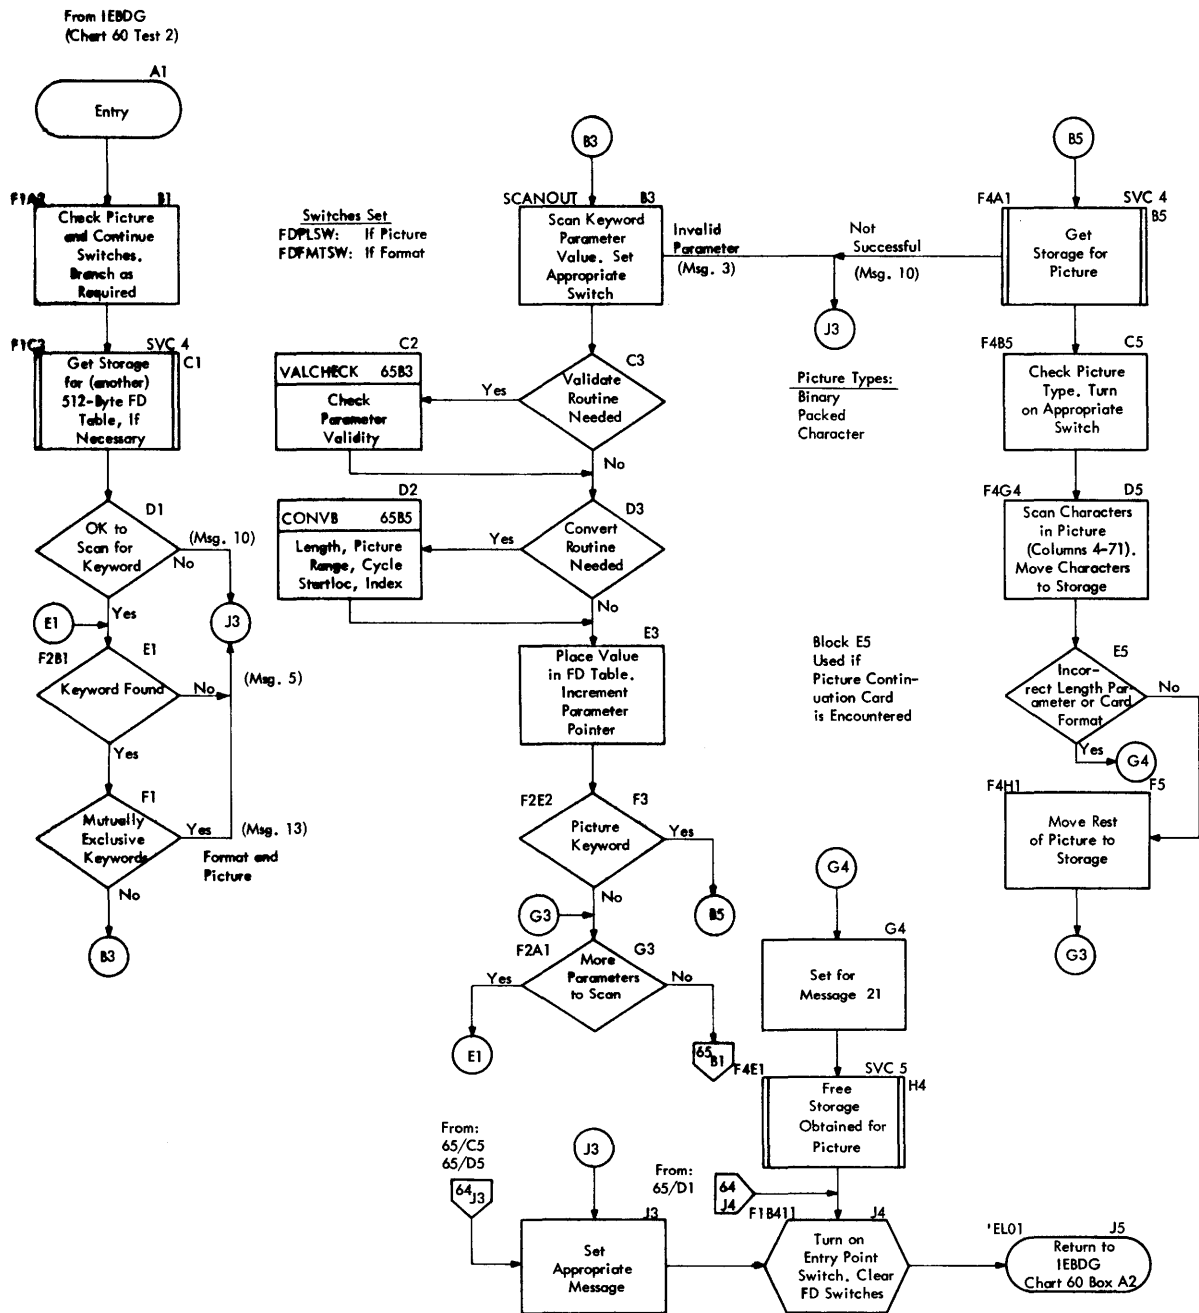 From IEBDG
(Chart 60 Test 2)
A1
Entry
F1A2
B1
Check Picture
and Continue
Switches.
Branch as
Required
F1C3
SVC 4
C1
Get Storage
for (another)
512-Byte FD
Table, If
Necessary
D1
OK to
Scan for
Keyword
(Msg. 10)
No
Yes
J3
E1
F2B1
E1
Keyword Found
No
(Msg. 5)
Yes
F1
Mutually
Exclusive
Keywords
Yes
(Msg. 13)
Format and
Picture
No
B3
Switches Set
FDPLSW: If Picture
FDFMTSW: If Format
B3
SCANOUT
B3
Scan Keyword
Parameter
Value. Set
Appropriate
Switch
Invalid
Parameter
(Msg. 3)
Not
Successful
(Msg. 10)
J3
C2
VALCHECK 65B3
Check
Parameter
Validity
Yes
C3
Validate
Routine
Needed
No
D2
CONVB 65B5
Length, Picture
Range, Cycle
Startloc, Index
Yes
D3
Convert
Routine
Needed
No
E3
Place Value
in FD Table.
Increment
Parameter
Pointer
F2E2
F3
Picture
Keyword
Yes
B5
No
G3
F2A1
G3
More
Parameters
to Scan
Yes
No
E1
65
B1
Picture Types:
Binary
Packed
Character
Block E5
Used if
Picture Contin-
uation Card
is Encountered
B5
F4A1
SVC 4
B5
Get
Storage for
Picture
F4B5
C5
Check Picture
Type. Turn
on Appropriate
Switch
F4G4
D5
Scan Characters
in Picture
(Columns 4-71).
Move Characters
to Storage
E5
Incor-
rect Length Par-
ameter or Card
Format
No
Yes
G4
F4H1
F5
Move Rest
of Picture to
Storage
G3
G4
G4
Set for
Message 21
F4E1
SVC 5
H4
Free
Storage
Obtained for
Picture
From:
65/C5
65/D5
64
J3
J3
J3
Set
Appropriate
Message
From:
65/D1
64
J4
F1B411
J4
Turn on
Entry Point
Switch. Clear
FD Switches
'EL01
J5
Return to
IEBDG
Chart 60 Box A2